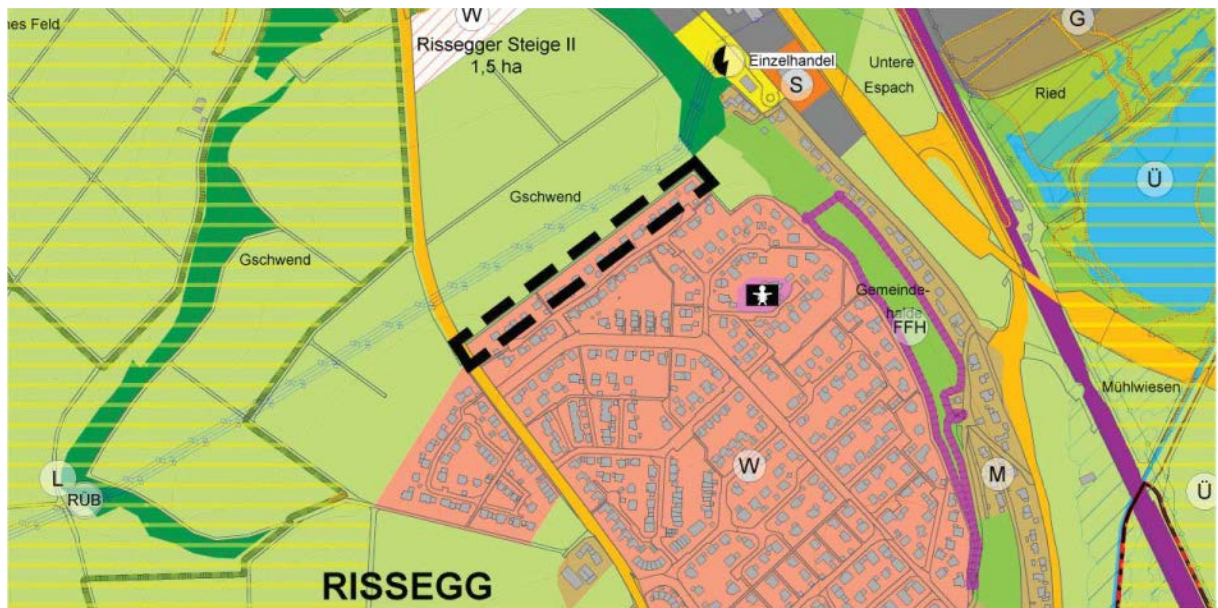 nes Feld
W
Rissegger Steige II
1,5 ha
Einzelhandel
S
G
Untere
Espach
Ried
Ü
Gschwend
Gschwend
Gemeinde-
halde
FFH
Mühlwiesen
L
RÜB
W
M
Ü
RISSEGG